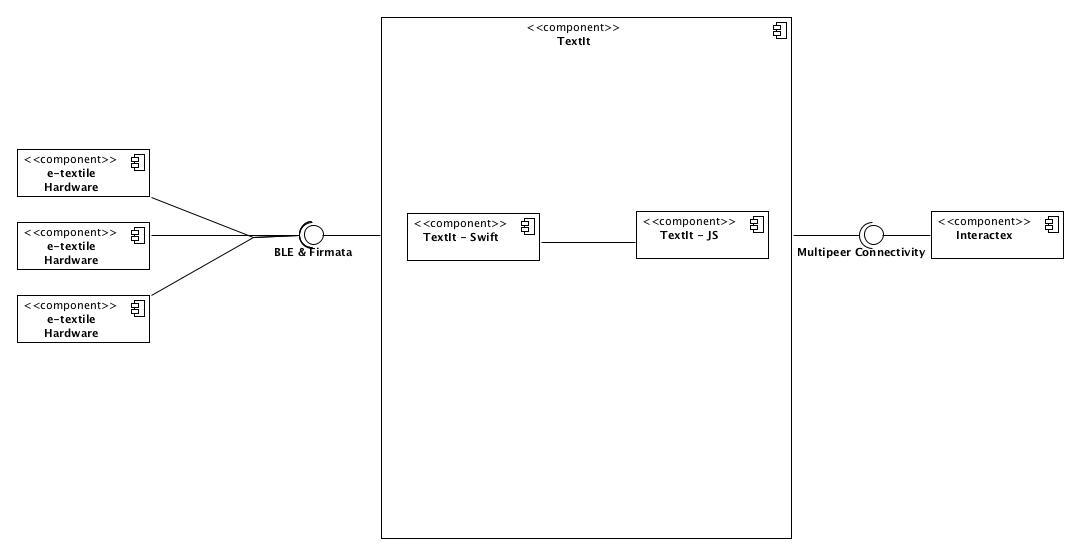 <<component>>
TextIt
<<component>>
e-textile
Hardware
<<component>>
e-textile
Hardware
<<component>>
e-textile
Hardware
BLE & Firmata
<<component>>
TextIt - Swift
<<component>>
TextIt - JS
Multipeer Connectivity
<<component>>
Interactex